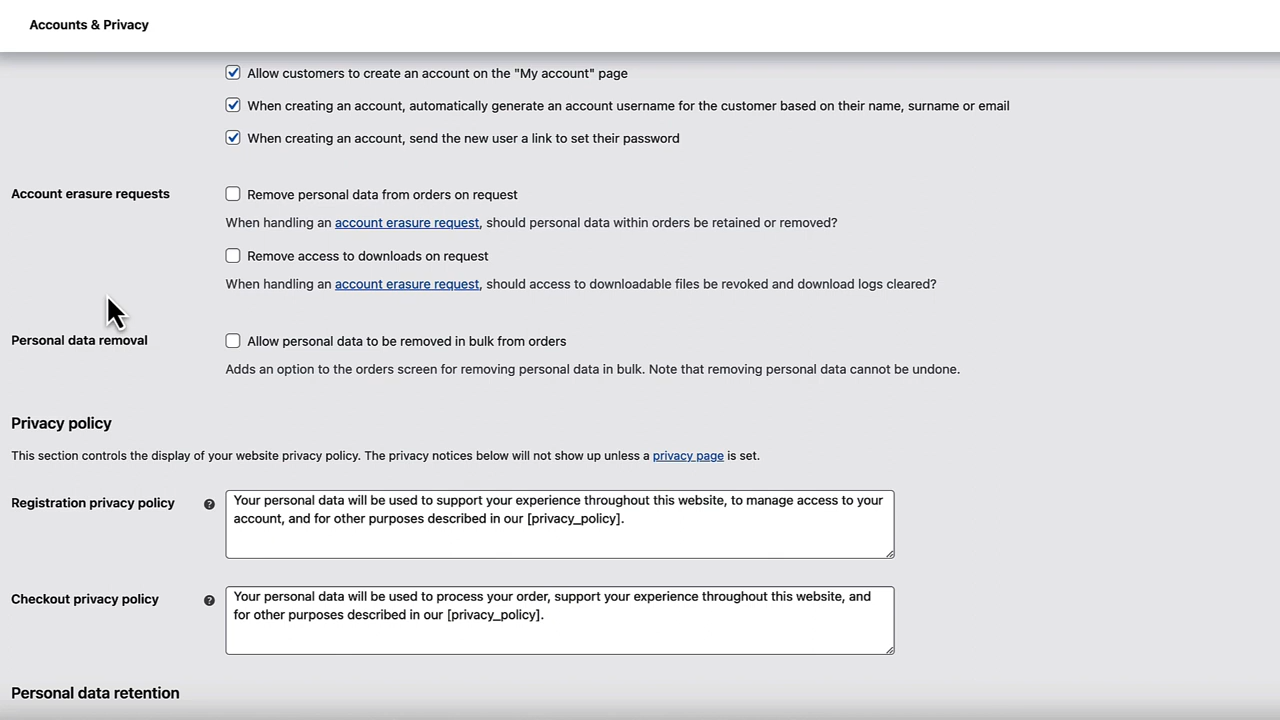 Accounts & Privacy
Allow customers to create an account on the "My account" page
When creating an account, automatically generate an account username for the customer based on their name, surname or email
When creating an account, send the new user a link to set their password
Account erasure requests
Remove personal data from orders on request
When handling an account erasure request, should personal data within orders be retained or removed?
Remove access to downloads on request
When handling an account erasure request, should access to downloadable files be revoked and download logs cleared?
Personal data removal
Allow personal data to be removed in bulk from orders
Adds an option to the orders screen for removing personal data in bulk. Note that removing personal data cannot be undone.
Privacy policy
This section controls the display of your website privacy policy. The privacy notices below will not show up unless a privacy page is set.
Registration privacy policy
Your personal data will be used to support your experience throughout this website, to manage access to your
account, and for other purposes described in our [privacy_policy].
Checkout privacy policy
Your personal data will be used to process your order, support your experience throughout this website, and
for other purposes described in our [privacy_policy].
Personal data retention